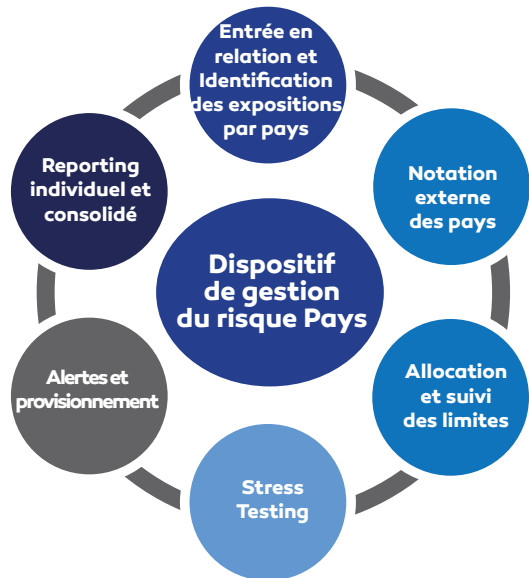 Entrée en
relation et
Identification
des expositions
par pays
Notation
externe
des pays
Allocation
et suivi
des limites
Stress
Testing
Alertes et
provisionnement
Reporting
individuel et
consolidé
Dispositif
de gestion
du risque Pays